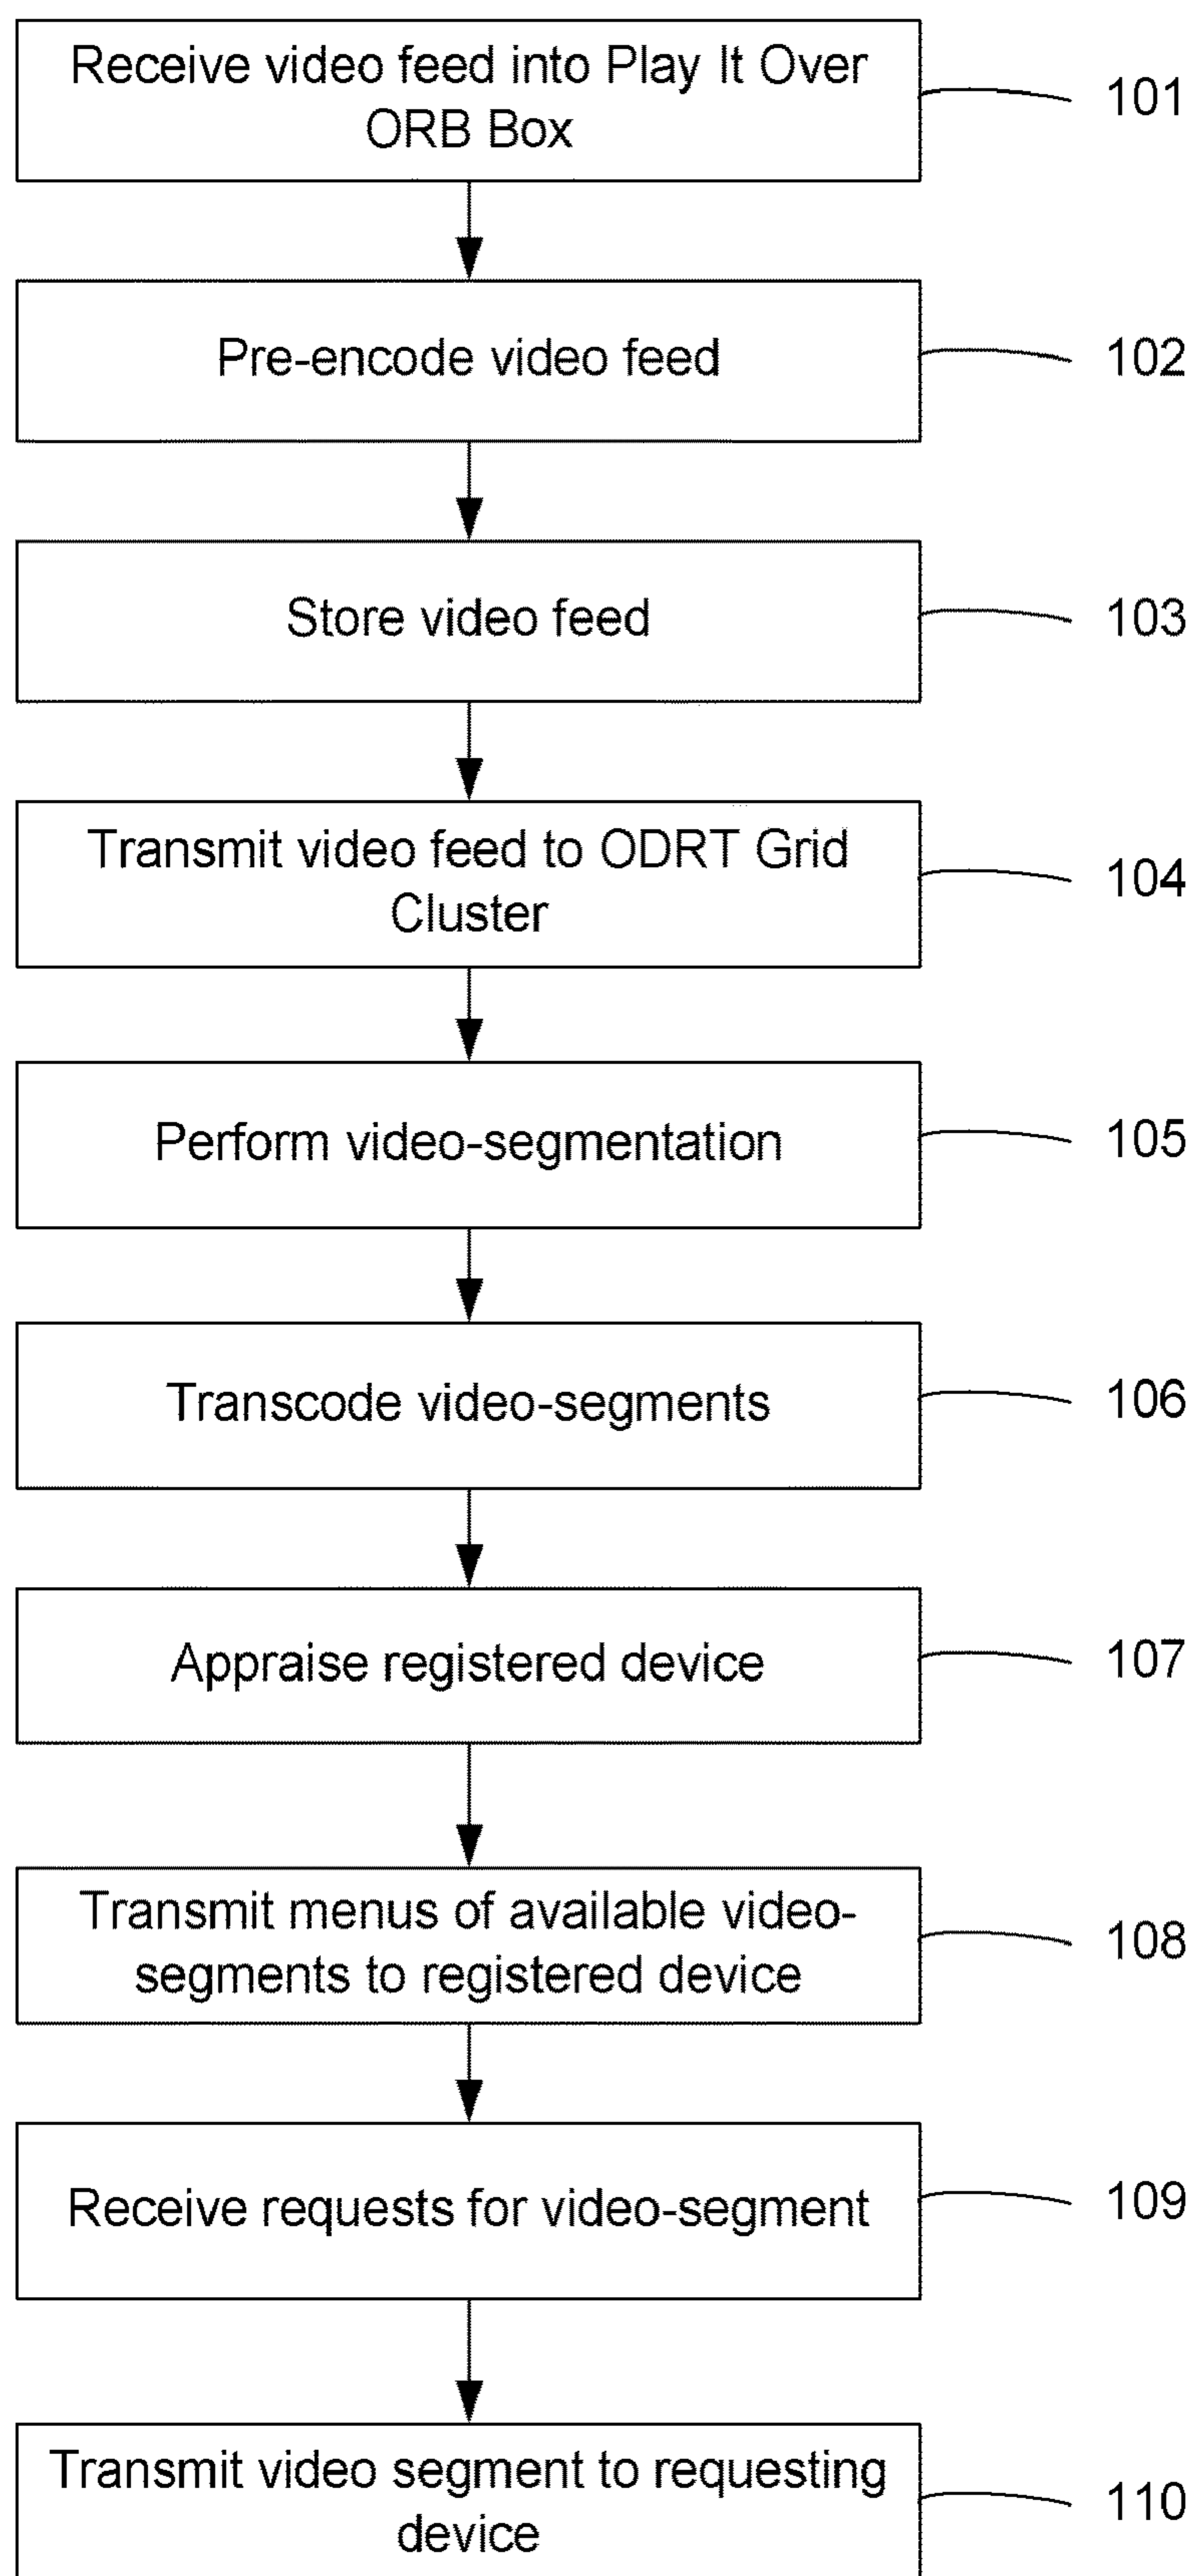 Receive video feed into Play It Over
ORB Box
101
Pre-encode video feed
102
Store video feed
103
Transmit video feed to ODRT Grid
Cluster
104
Perform video-segmentation
105
Transcode video-segments
106
Appraise registered device
107
Transmit menus of available video-
segments to registered device
108
Receive requests for video-segment
109
Transmit video segment to requesting
device
110